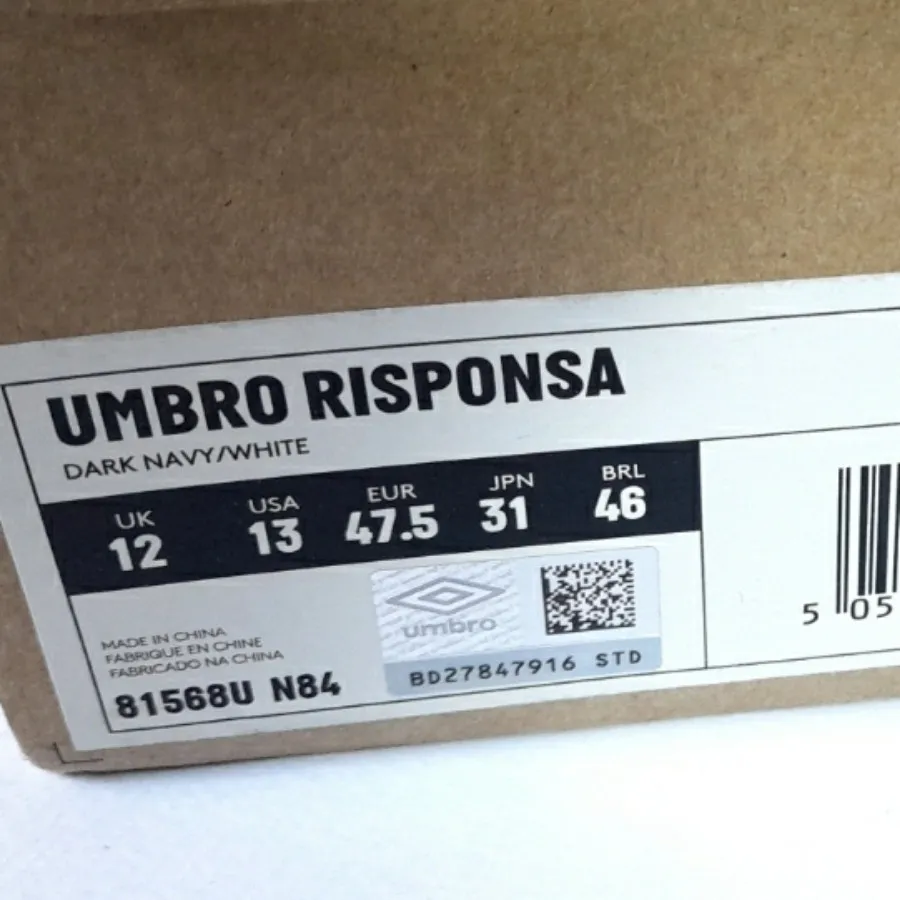 UMBRO RISPONSA
DARK NAVY/WHITE
UK USA EUR JPN BRL
12 13 47.5 31 46
MADE IN CHINA
FABRIQUE EN CHINE
FABRICADO NA CHINA
81568U N84
umbro
BD27847916 STD
5 05